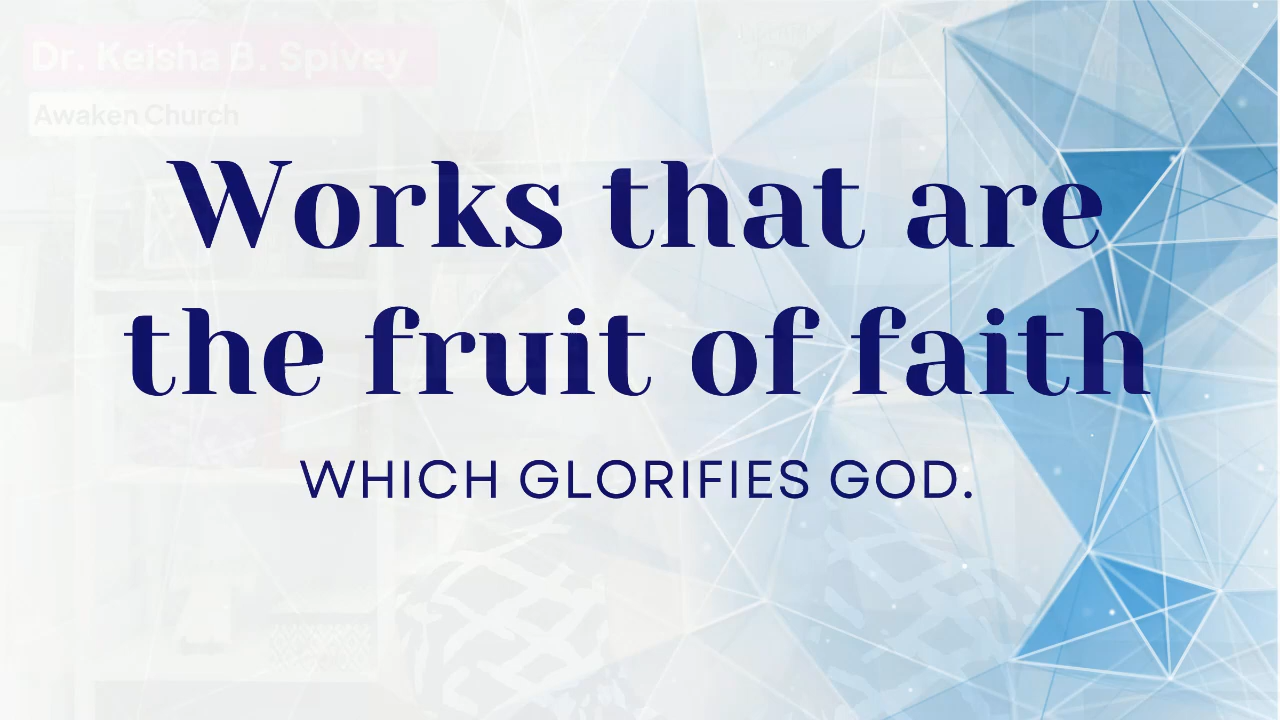 Dr. Keisha B. Spivey
Awaken Church
Works that are
the fruit of faith
WHICH GLORIFIES GOD.